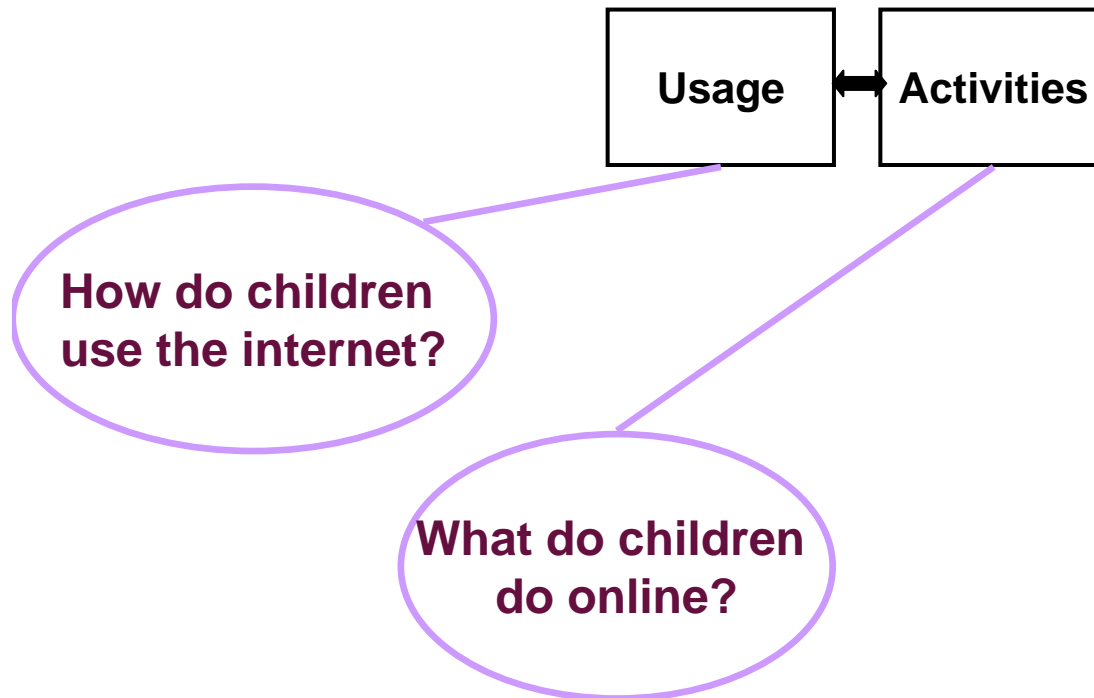 Usage
Activities
How do children
use the internet?
What do children
do online?